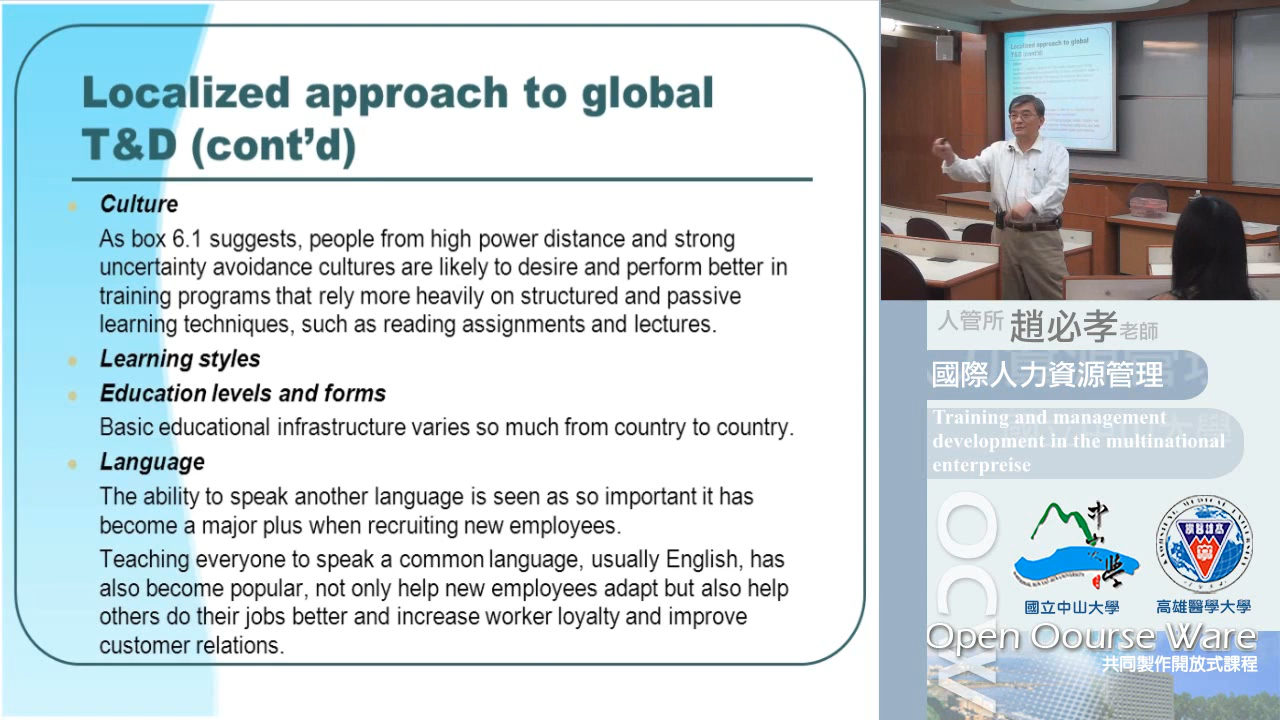 Localized approach to global
T&D (cont'd)
Culture
As box 6.1 suggests, people from high power distance and strong
uncertainty avoidance cultures are likely to desire and perform better in
training programs that rely more heavily on structured and passive
learning techniques, such as reading assignments and lectures.
Learning styles
Education levels and forms
Basic educational infrastructure varies so much from country to country.
Language
The ability to speak another language is seen as so important it has
become a major plus when recruiting new employees.
Teaching everyone to speak a common language, usually English, has
also become popular, not only help new employees adapt but also help
others do their jobs better and increase worker loyalty and improve
customer relations.
Localized approach to global
T&D (cont'd)
人管所 趙必孝老師
國際人力資源管理
Training and management
development in the multinational
enterpreise
OCW
國立中山大學
高雄醫學大學
Open Oourse Ware
共同製作開放式課程